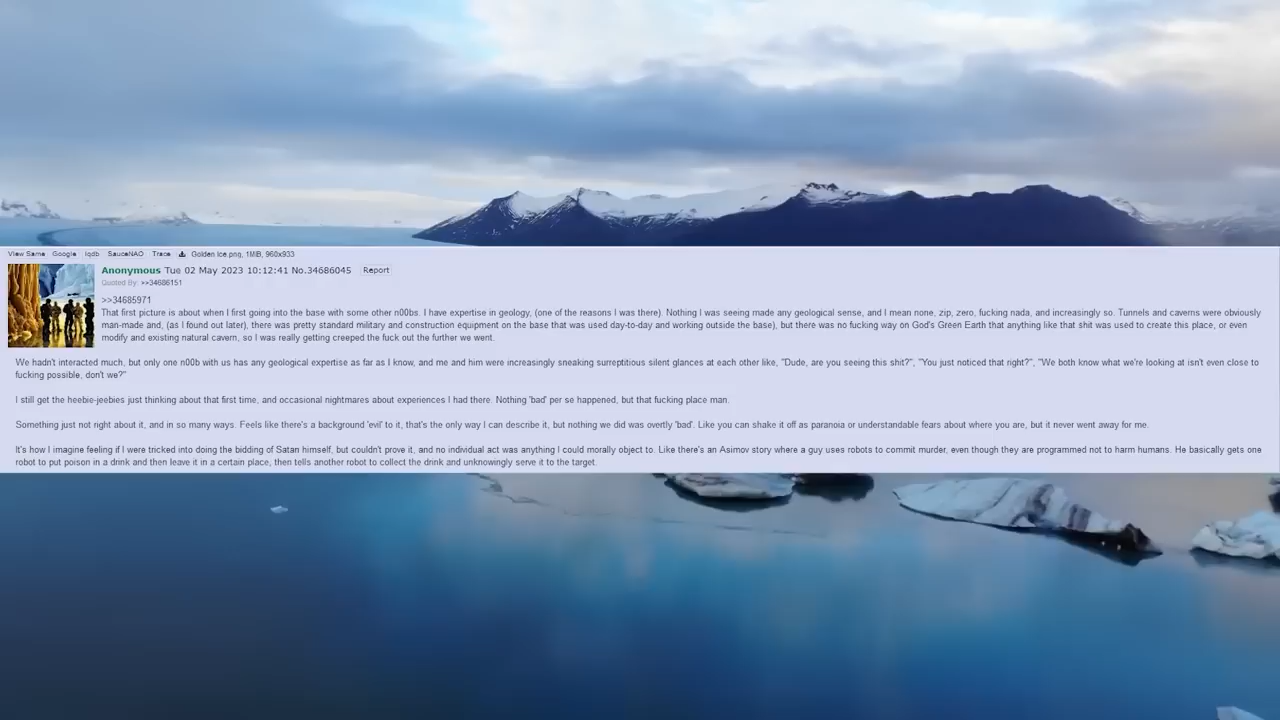 View Same Google iqdb SauceNAO Trace Golden Ice.png, 1MiB, 960x933
Anonymous Tue 02 May 2023 10:12:41 No.34686045 Report
Quoted By: >>34686151
>>34685971
That first picture is about when I first going into the base with some other n00bs. I have expertise in geology, (one of the reasons I was there). Nothing I was seeing made any geological sense, and I mean none, zip, zero, fucking nada, and increasingly so. Tunnels and caverns were obviously
man-made and, (as I found out later), there was pretty standard military and construction equipment on the base that was used day-to-day and working outside the base), but there was no fucking way on God's Green Earth that anything like that shit was used to create this place, or even
modify and existing natural cavern, so I was really getting creeped the fuck out the further we went.
We hadn't interacted much, but only one n00b with us has any geological expertise as far as I know, and me and him were increasingly sneaking surreptitious silent glances at each other like, "Dude, are you seeing this shit?", "You just noticed that right?", "We both know what we're looking at isn't even close to
fucking possible, don't we?"
I still get the heebie-jeebies just thinking about that first time, and occasional nightmares about experiences I had there. Nothing 'bad' per se happened, but that fucking place man.
Something just not right about it, and in so many ways. Feels like there's a background 'evil' to it, that's the only way I can describe it, but nothing we did was overtly 'bad'. Like you can shake it off as paranoia or understandable fears about where you are, but it never went away for me.
It's how I imagine feeling if I were tricked into doing the bidding of Satan himself, but couldn't prove it, and no individual act was anything I could morally object to. Like there's an Asimov story where a guy uses robots to commit murder, even though they are programmed not to harm humans. He basically gets one
robot to put poison in a drink and then leave it in a certain place, then tells another robot to collect the drink and unknowingly serve it to the target.